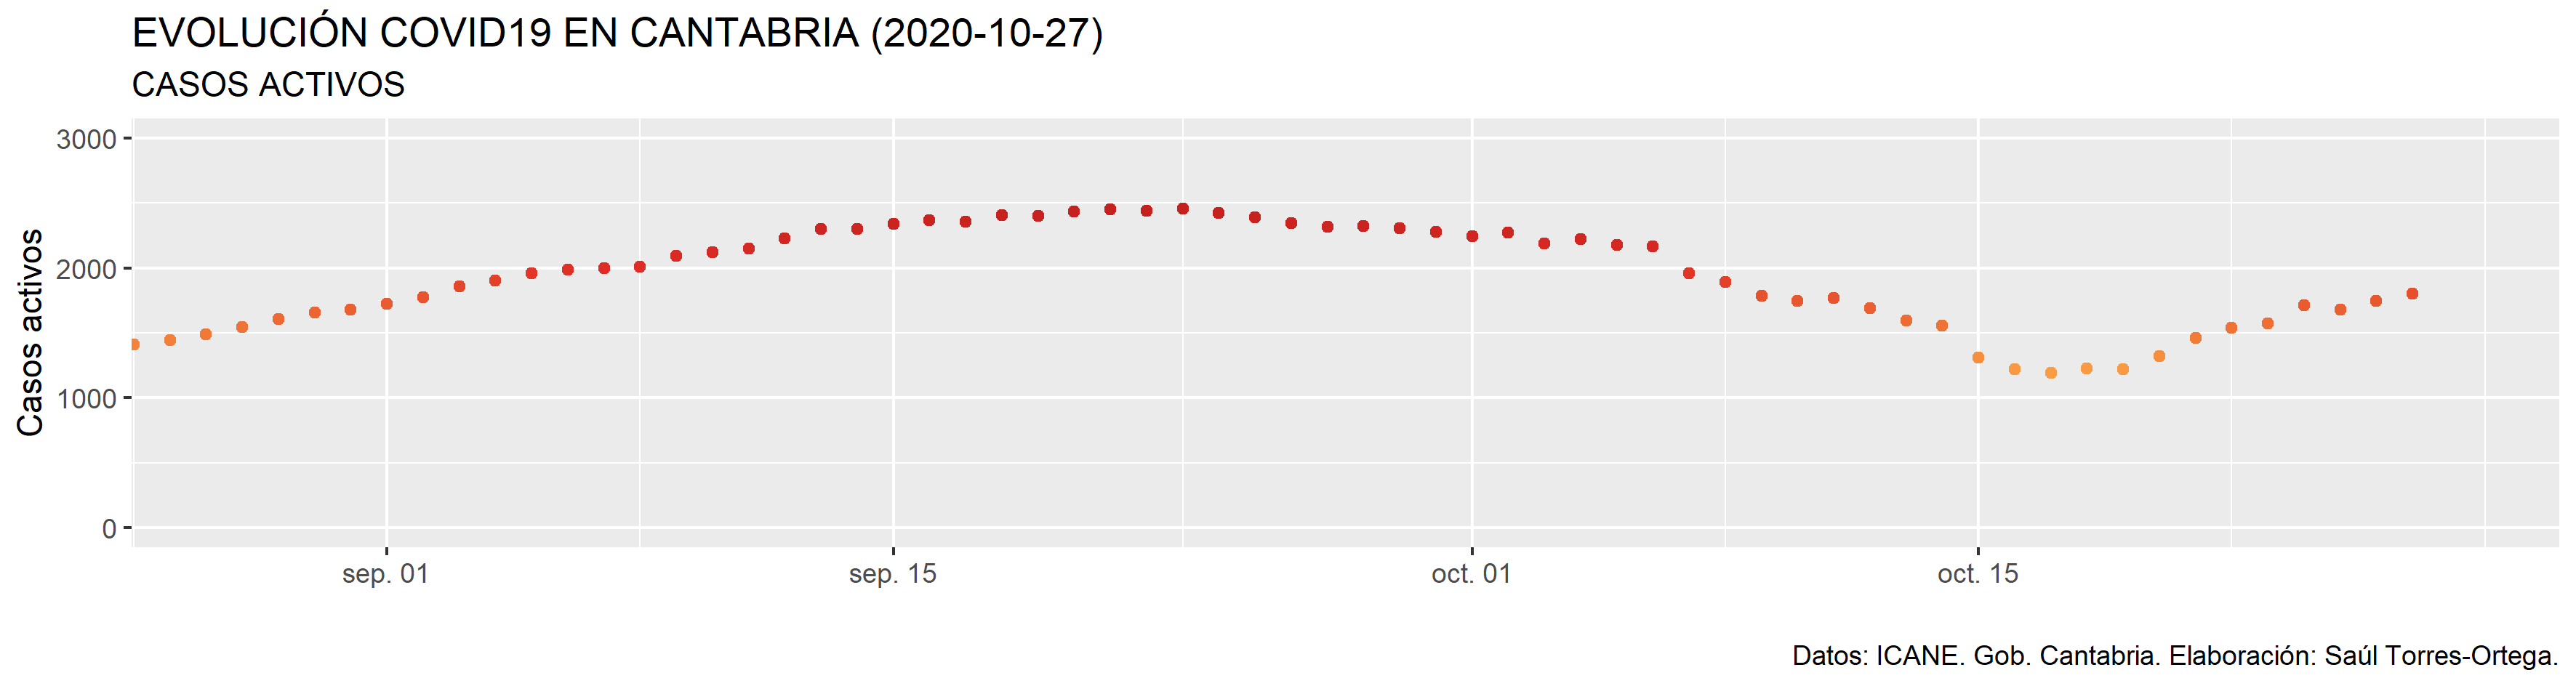 EVOLUCIÓN COVID19 EN CANTABRIA (2020-10-27)
CASOS ACTIVOS
Casos activos
3000
2000
1000
0
sep. 01
sep. 15
oct. 01
oct. 15
Datos: ICANE. Gob. Cantabria. Elaboración: Saúl Torres-Ortega.